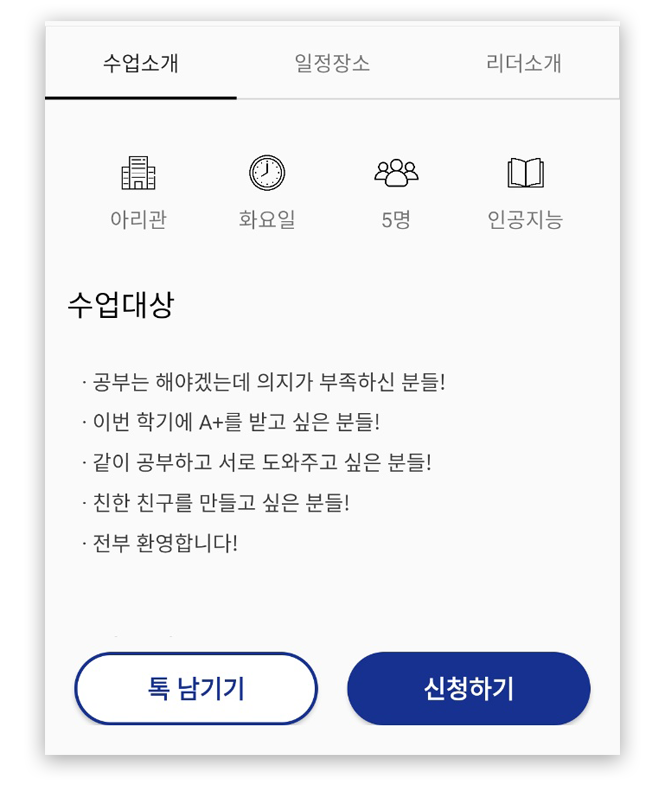 수업소개 일정장소 리더소개
아리관 화요일 5명 인공지능
수업대상
· 공부는 해야겠는데 의지가 부족하신 분들!
· 이번 학기에 A+를 받고 싶은 분들!
· 같이 공부하고 서로 도와주고 싶은 분들!
· 친한 친구를 만들고 싶은 분들!
· 전부 환영합니다!
톡 남기기 신청하기